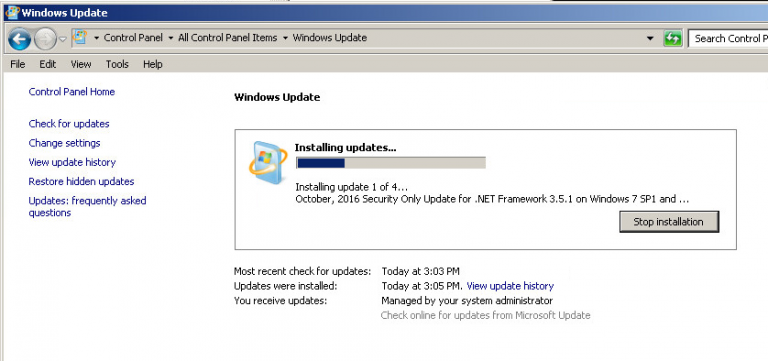 Windows Update
Control Panel All Control Panel Items Windows Update
Search Control P
File Edit View Tools Help
Control Panel Home
Check for updates
Change settings
View update history
Restore hidden updates
Updates: frequently asked
questions
Windows Update
Installing updates...
Installing update 1 of 4...
October, 2016 Security Only Update for .NET Framework 3.5.1 on Windows 7 SP1 and ...
Stop installation
Most recent check for updates: Today at 3:03 PM
Updates were installed: Today at 3:05 PM. View update history
You receive updates: Managed by your system administrator
Check online for updates from Microsoft Update